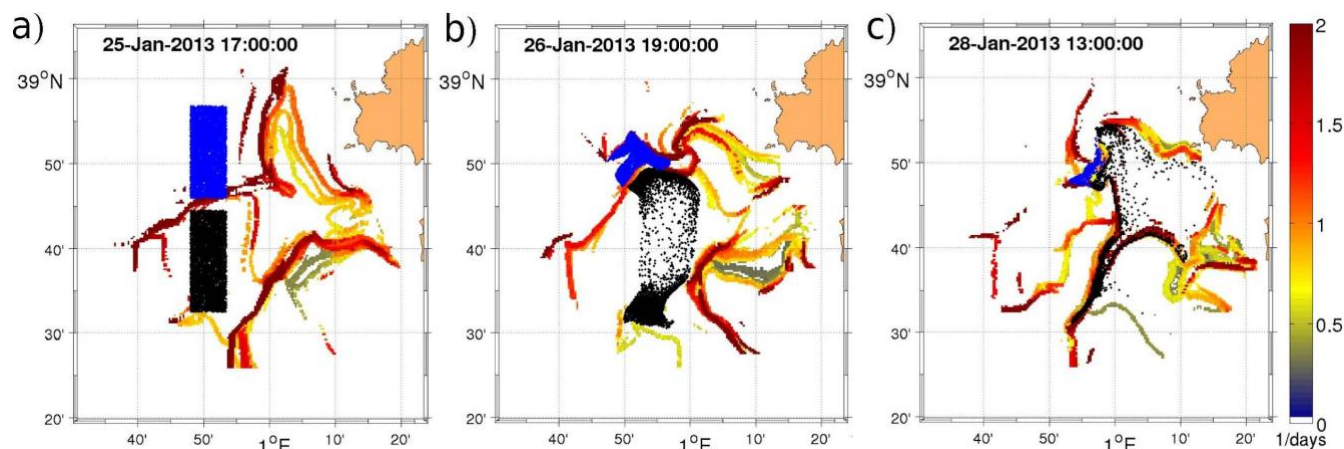 a)
25-Jan-2013 17:00:00
39°N
50'
40'
30'
20'
40' 50' 1°E 10' 20'
b)
26-Jan-2013 19:00:00
39°N
50'
40'
30'
20'
40' 50' 1°E 10' 20'
c)
28-Jan-2013 13:00:00
39°N
50'
40'
30'
20'
40' 50' 1°E 10' 20'
2
1.5
1
0.5
0
1/days